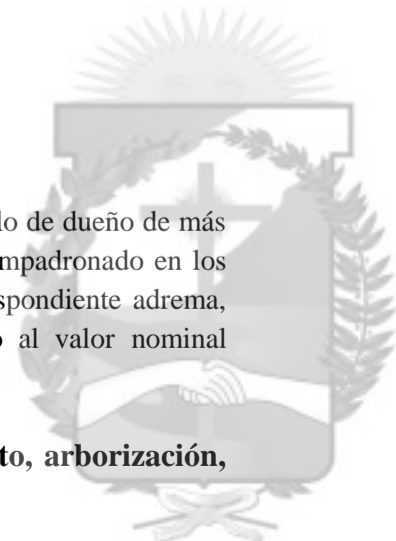 lo de dueño de más
mpadronado en los
spondiente adrema,
o al valor nominal
to, arborización,